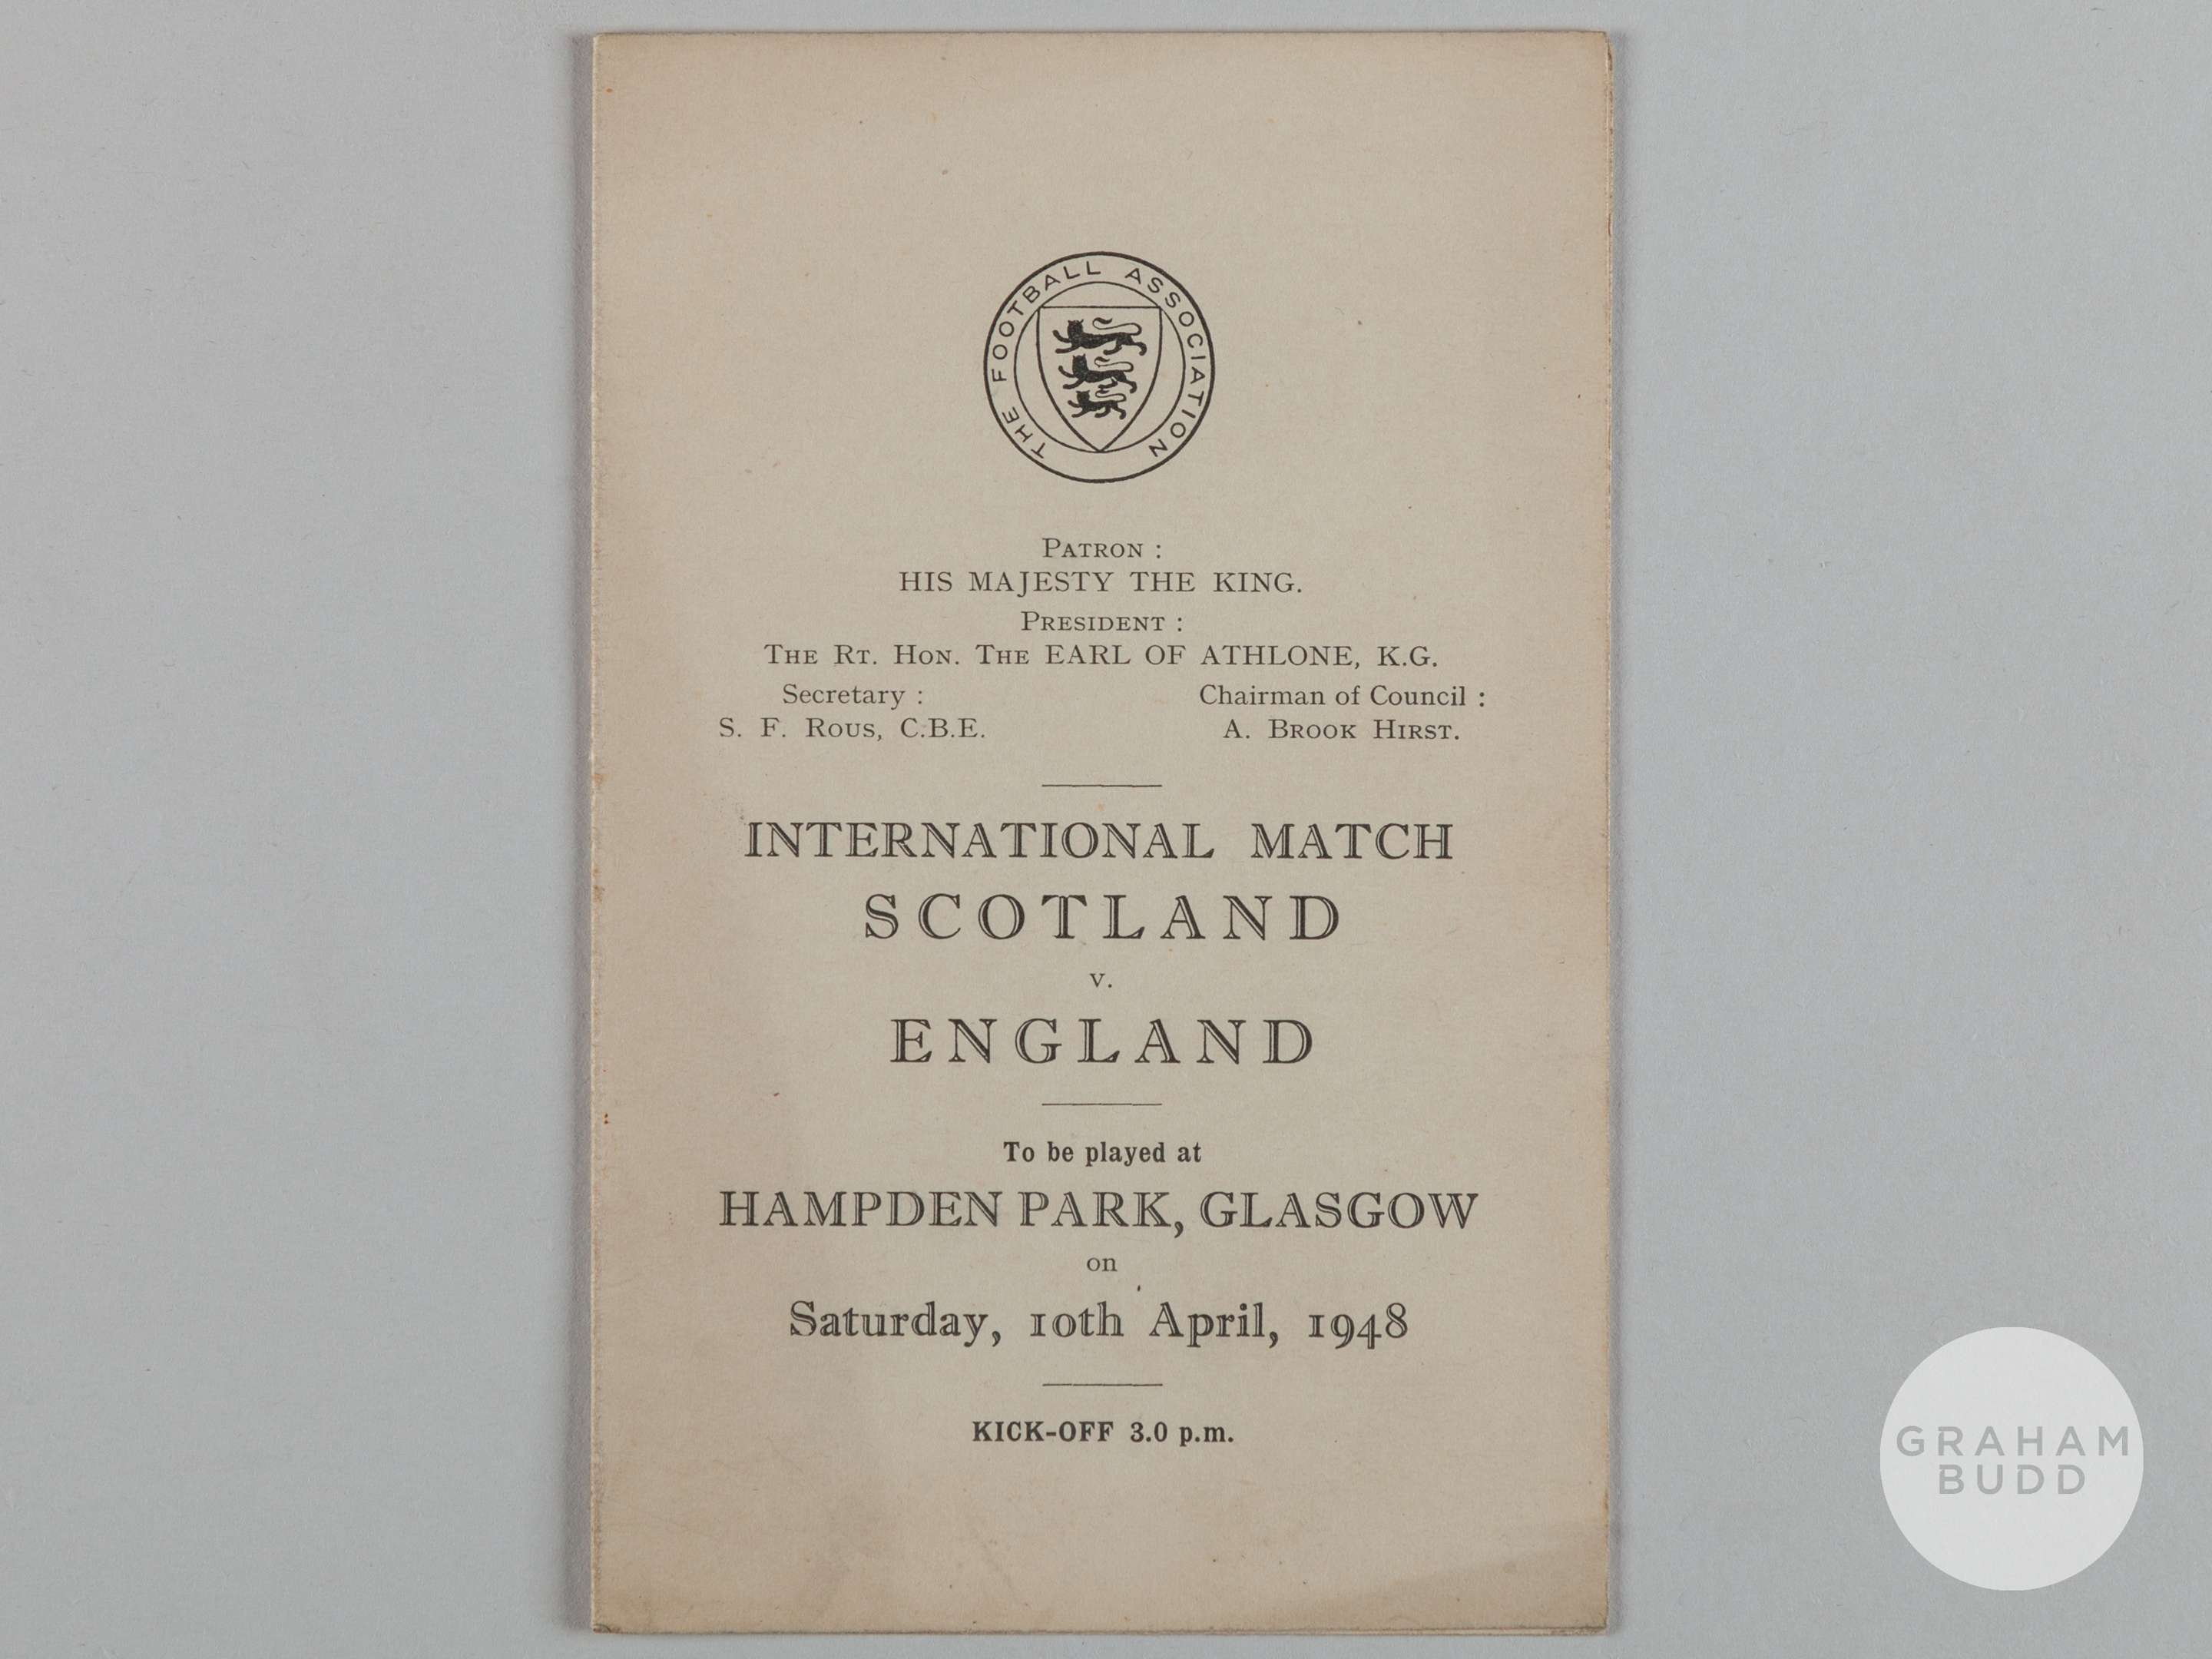 THE FOOTBALL ASSOCIATION
PATRON :
HIS MAJESTY THE KING.
PRESIDENT :
THE RT. HON. THE EARL OF ATHLONE, K.G.
Secretary : Chairman of Council :
S. F. ROUS, C.B.E. A. BROOK HIRST.
INTERNATIONAL MATCH
SCOTLAND
v.
ENGLAND
To be played at
HAMPDEN PARK, GLASGOW
on
Saturday, 10th April, 1948
KICK-OFF 3.0 p.m.
GRAHAM
BUDD